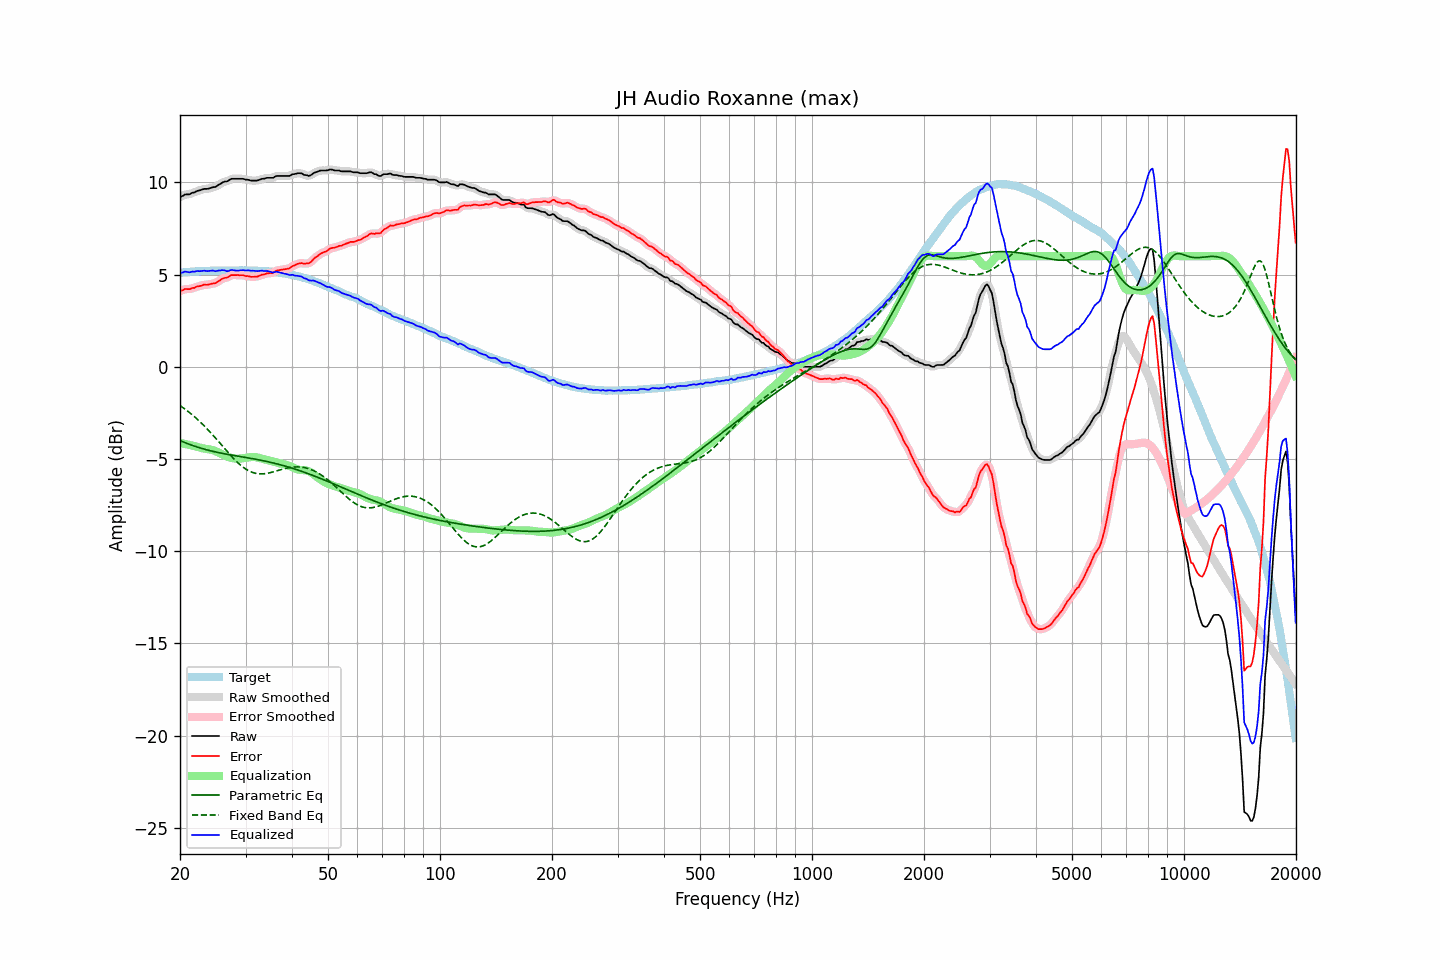 JH Audio Roxanne (max)
10
5
0
−5
−10
−15
−20
−25
Amplitude (dBr)
Target
Raw Smoothed
Error Smoothed
Raw
Error
Equalization
Parametric Eq
Fixed Band Eq
Equalized
20 50 100 200 500 1000 2000 5000 10000 20000
Frequency (Hz)